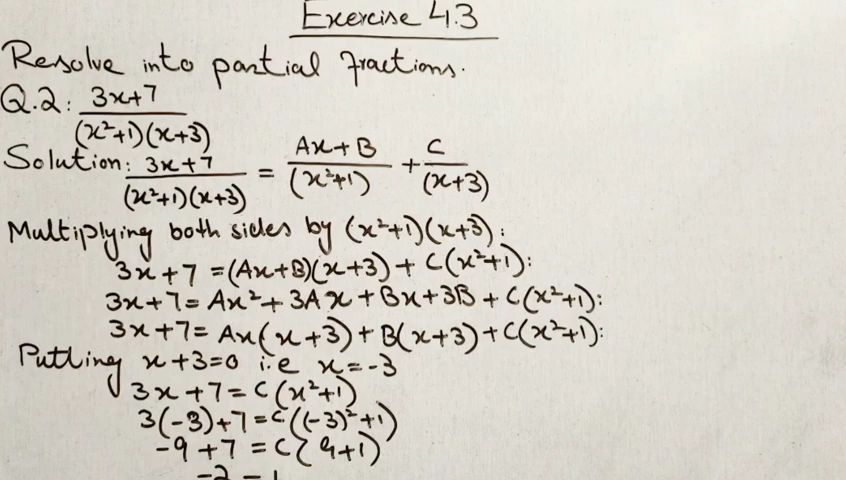 Exercise 4.3
Resolve into partial fractions.
Q.2: 3x+7 / (x²+1)(x+3)
Solution: 3x+7 / (x²+1)(x+3) = Ax+B / (x²+1) + C / (x+3)
Multiplying both sides by (x²+1)(x+3):
3x+7 = (Ax+B)(x+3) + C(x²+1):
3x+7 = Ax² + 3Ax + Bx + 3B + C(x²+1):
3x+7 = Ax(x+3) + B(x+3) + C(x²+1):
Putting x+3=0 i.e x=-3
3x+7 = C(x²+1)
3(-3)+7 = C((-3)²+1)
-9+7 = C(9+1)
-2